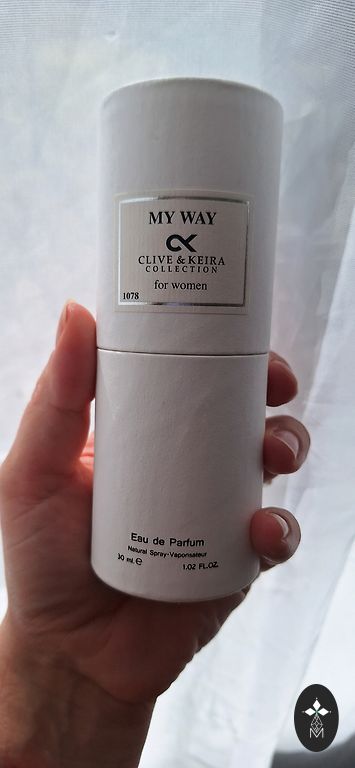 MY WAY
CK
CLIVE & KEIRA
COLLECTION
for women
1078
Eau de Parfum
Natural Spray-Vaporisateur
30 ml. ℮ 1.02 FL.OZ.
M